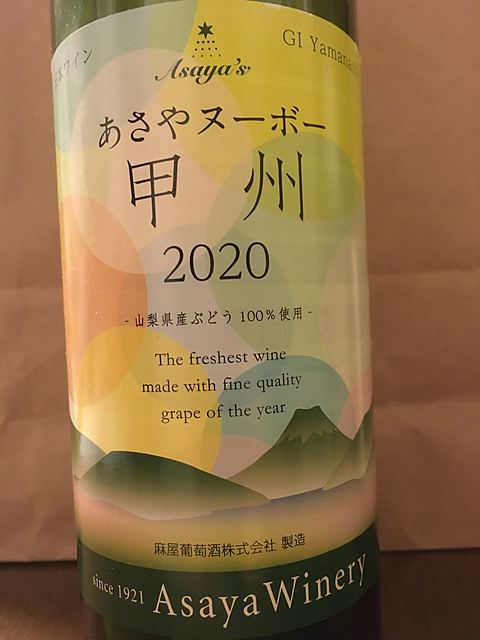 本ワイン
GI Yamana
Asaya's
あさやヌーボー
甲州
2020
- 山梨県産ぶどう 100%使用 -
The freshest wine
made with fine quality
grape of the year
麻屋葡萄酒株式会社 製造
since 1921 AsayaWinery